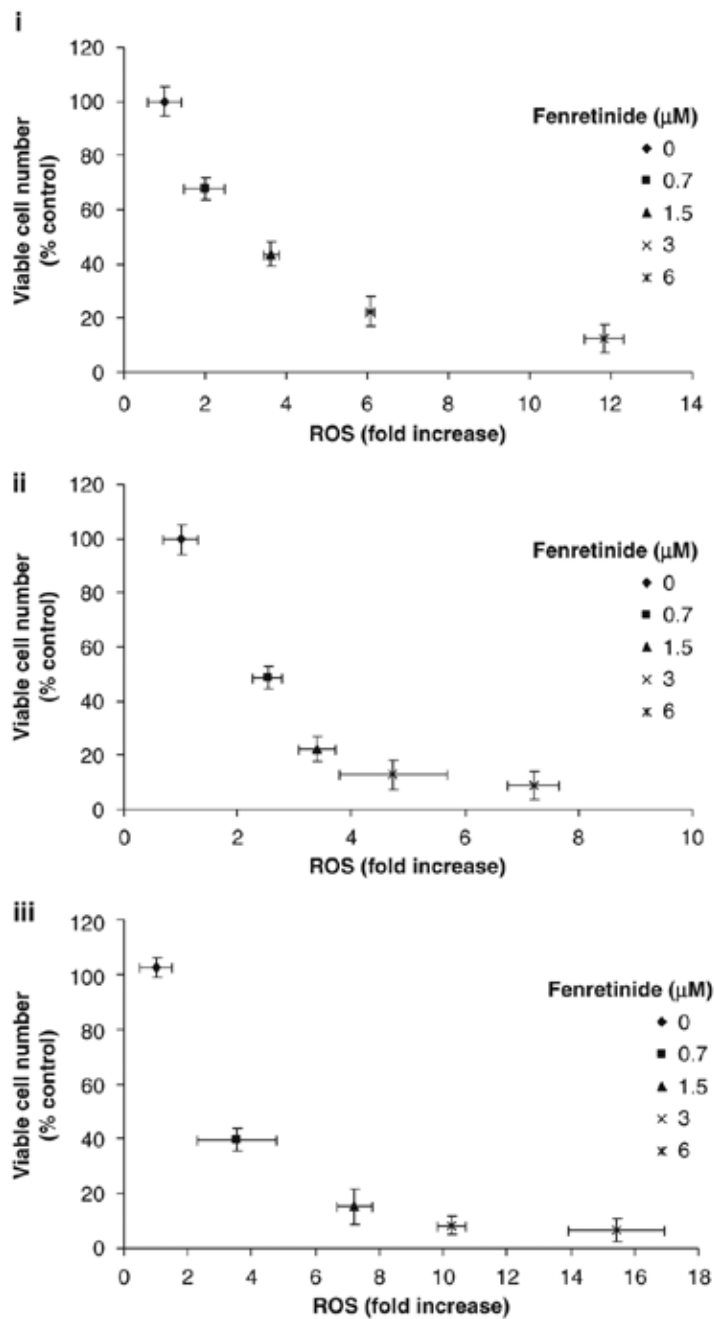 i
Viable cell number
(% control)
120
100
80
60
40
20
0
0 2 4 6 8 10 12 14
ROS (fold increase)
Fenretinide (μM)
0
0.7
1.5
3
6
ii
Viable cell number
(% control)
120
100
80
60
40
20
0
0 2 4 6 8 10
ROS (fold increase)
Fenretinide (μM)
0
0.7
1.5
3
6
iii
Viable cell number
(% control)
120
100
80
60
40
20
0
0 2 4 6 8 10 12 14 16 18
ROS (fold increase)
Fenretinide (μM)
0
0.7
1.5
3
6